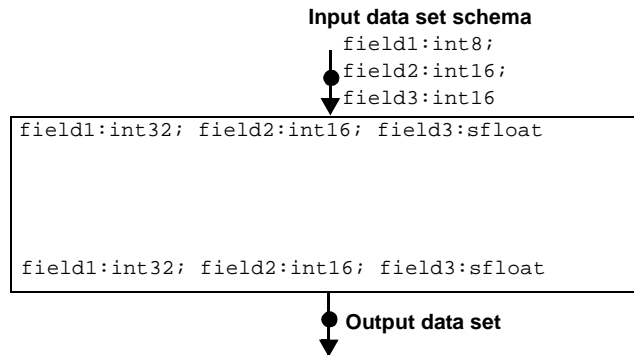 Input data set schema
field1:int8;
field2:int16;
field3:int16
field1:int32; field2:int16; field3:sfloat
field1:int32; field2:int16; field3:sfloat
Output data set